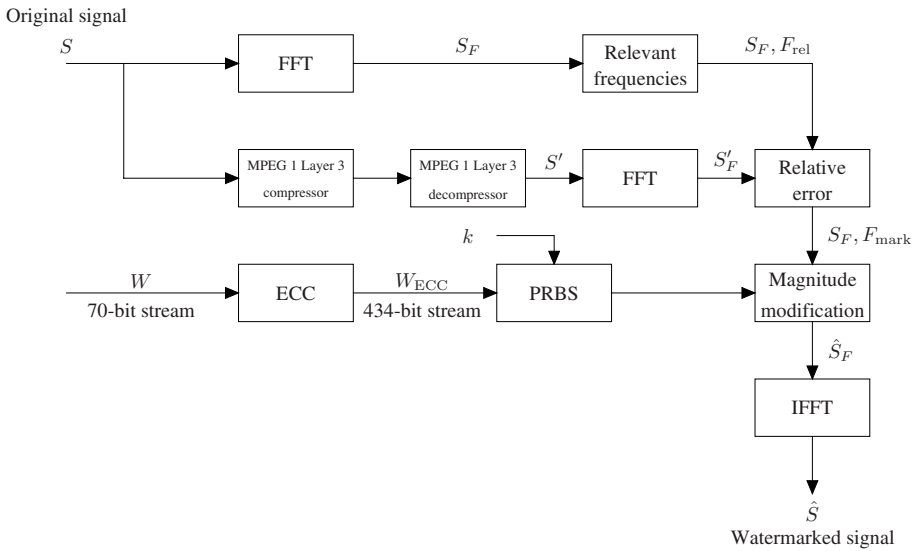 Original signal
S
FFT
S_F
Relevant
frequencies
S_F, F_rel
MPEG 1 Layer 3
compressor
MPEG 1 Layer 3
decompressor
S′
FFT
S′_F
Relative
error
S_F, F_mark
k
W
70-bit stream
ECC
W_ECC
434-bit stream
PRBS
Magnitude
modification
Ŝ_F
IFFT
Ŝ
Watermarked signal